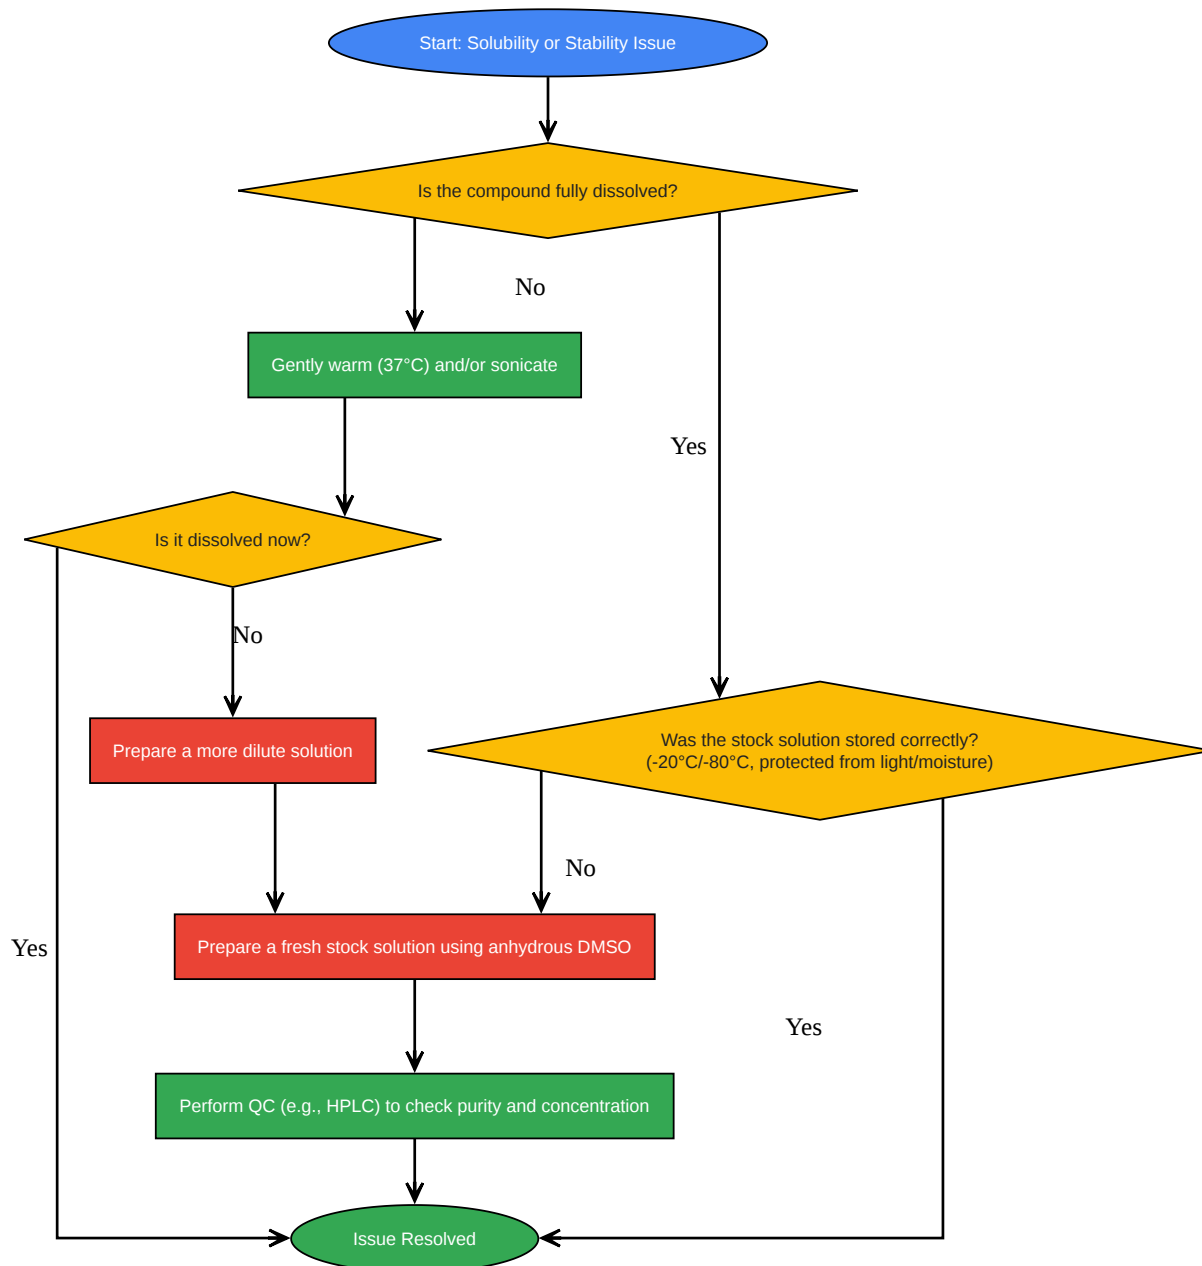 Start: Solubility or Stability Issue
Is the compound fully dissolved?
No
Gently warm (37°C) and/or sonicate
Yes
Is it dissolved now?
No
Prepare a more dilute solution
Was the stock solution stored correctly?
(-20°C/-80°C, protected from light/moisture)
No
Prepare a fresh stock solution using anhydrous DMSO
Yes
Yes
Perform QC (e.g., HPLC) to check purity and concentration
Issue Resolved